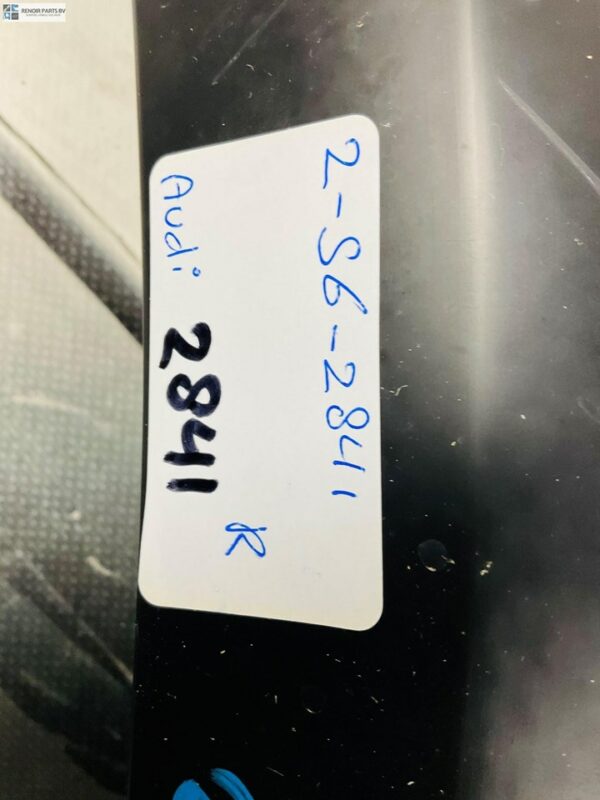 RENOIR PARTS BV
2-S6-2841
Audi 2841
R